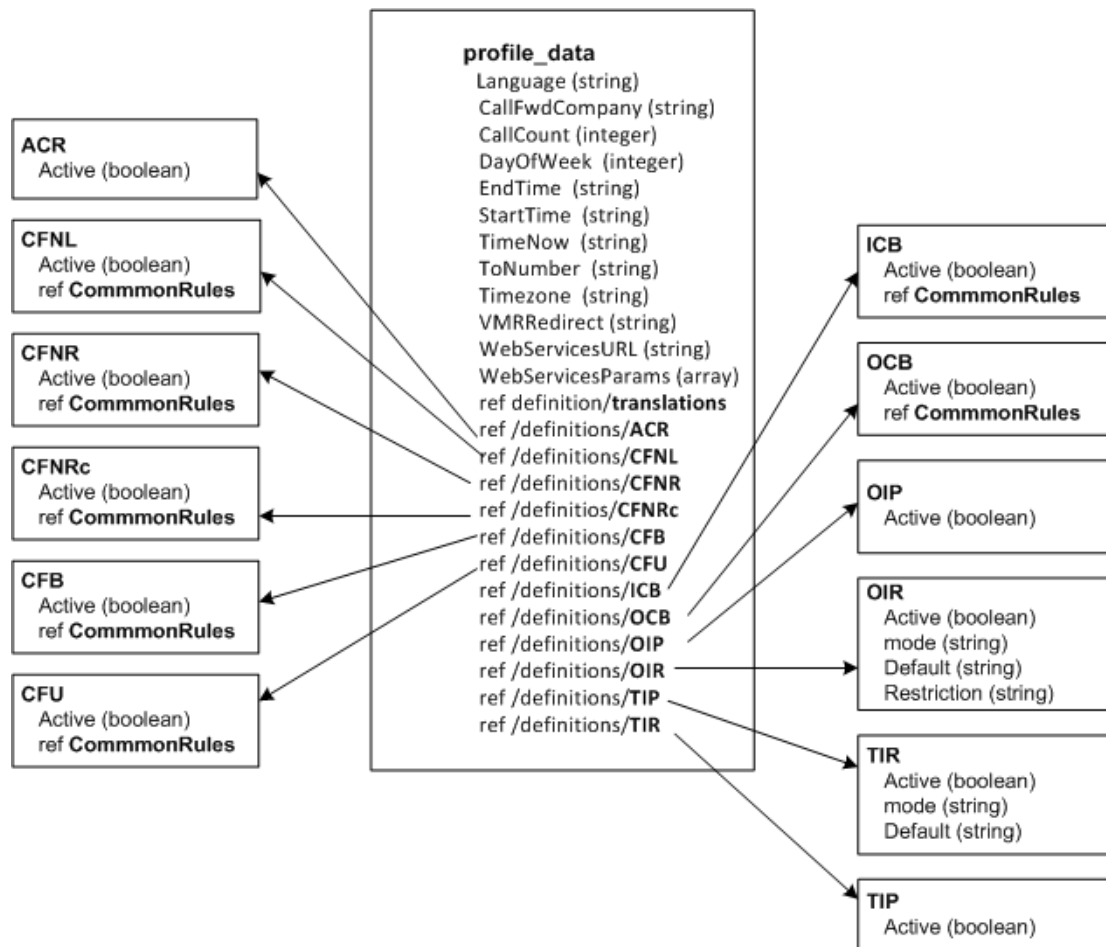 profile_data
Language (string)
CallFwdCompany (string)
CallCount (integer)
DayOfWeek (integer)
EndTime (string)
StartTime (string)
TimeNow (string)
ToNumber (string)
Timezone (string)
VMRRedirect (string)
WebServicesURL (string)
WebServicesParams (array)
ref definition/translations
ref /definitions/ACR
ref /definitions/CFNL
ref /definitions/CFNR
ref /definitios/CFNRc
ref /definitions/CFB
ref /definitions/CFU
ref /definitions/ICB
ref /definitions/OCB
ref /definitions/OIP
ref /definitions/OIR
ref /definitions/TIP
ref /definitions/TIR
ACR
Active (boolean)
CFNL
Active (boolean)
ref CommmonRules
CFNR
Active (boolean)
ref CommmonRules
CFNRc
Active (boolean)
ref CommmonRules
CFB
Active (boolean)
ref CommmonRules
CFU
Active (boolean)
ref CommmonRules
ICB
Active (boolean)
ref CommmonRules
OCB
Active (boolean)
ref CommmonRules
OIP
Active (boolean)
OIR
Active (boolean)
mode (string)
Default (string)
Restriction (string)
TIR
Active (boolean)
mode (string)
Default (string)
TIP
Active (boolean)